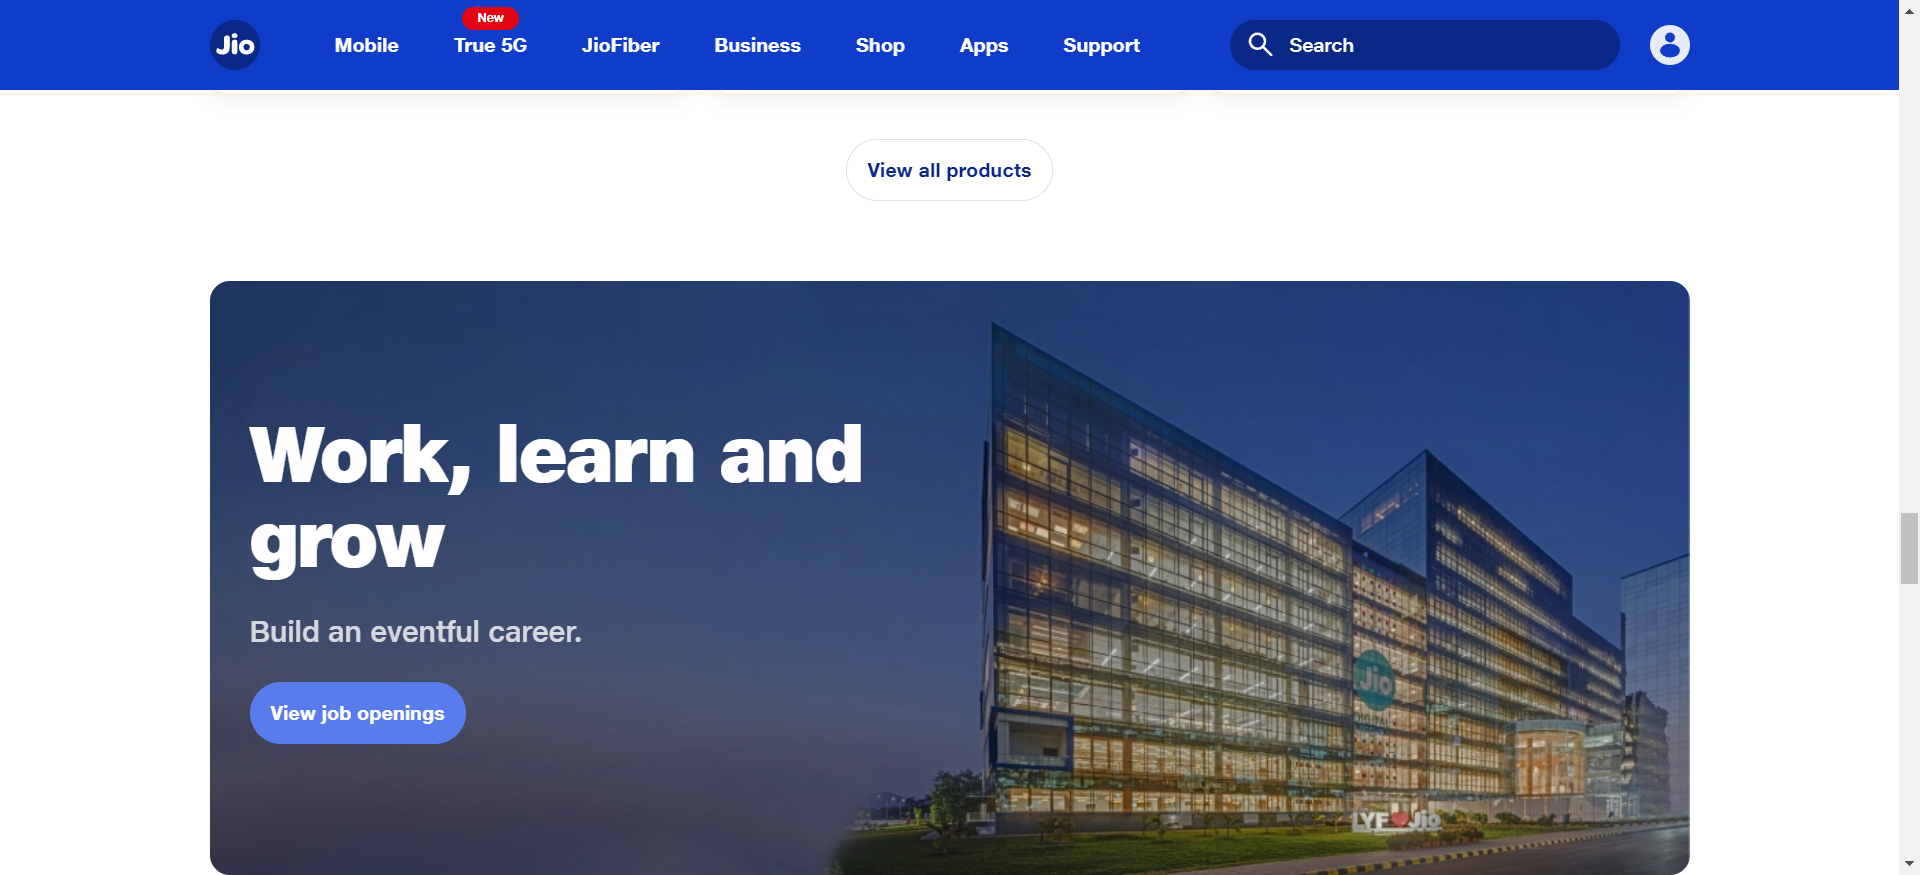 New
Jio
Mobile
True 5G
JioFiber
Business
Shop
Apps
Support
Search
View all products
Work, learn and
grow
Build an eventful career.
View job openings
Jio
LYF Jio